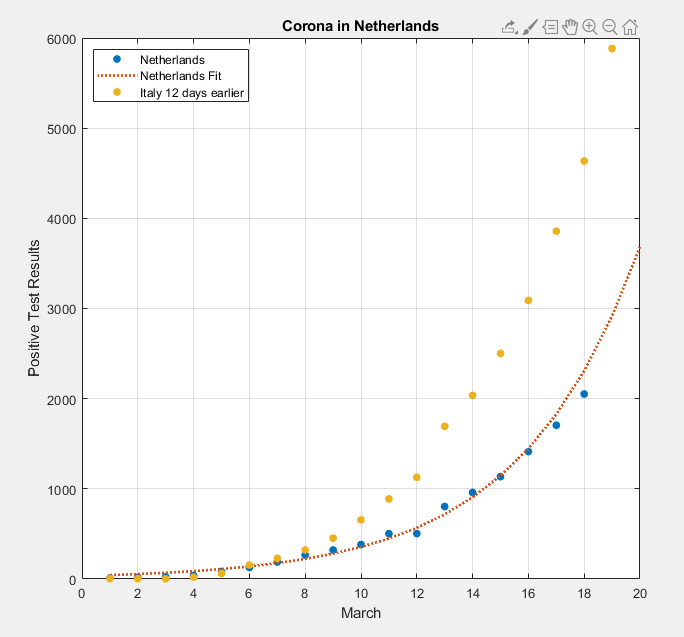 Corona in Netherlands
Netherlands
Netherlands Fit
Italy 12 days earlier
6000
5000
4000
3000
2000
1000
0
Positive Test Results
0 2 4 6 8 10 12 14 16 18 20
March